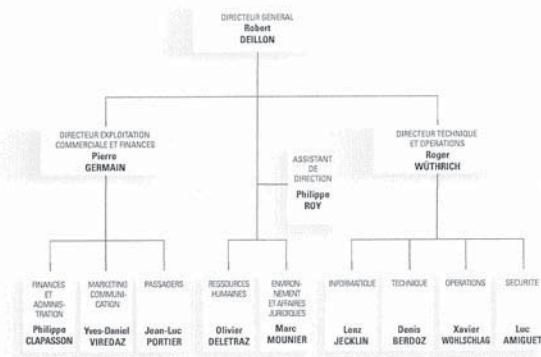 DIRECTEUR GENERAL
Robert
DEILLON
DIRECTEUR EXPLOITATION
COMMERCIALE ET FINANCES
Pierre
GERMAIN
ASSISTANT
DE
DIRECTION
Philippe
ROY
DIRECTEUR TECHNIQUE
ET OPERATIONS
Roger
WÜTHRICH
FINANCES
ET
ADMINIS-
TRATION
Philippe
CLAPASSON
MARKETING
COMMUNI-
CATION
Yves-Daniel
VIREDAZ
PASSAGERS
Jean-Luc
PORTIER
RESSOURCES
HUMAINES
Olivier
DELETRAZ
ENVIRON-
NEMENT
ET AFFAIRES
JURIDIQUES
Marc
MOUNIER
INFORMATIQUE
Lenz
JECKLIN
TECHNIQUE
Denis
BERDOZ
OPERATIONS
Xavier
WOHLSCHLAG
SECURITE
Luc
AMIGUET